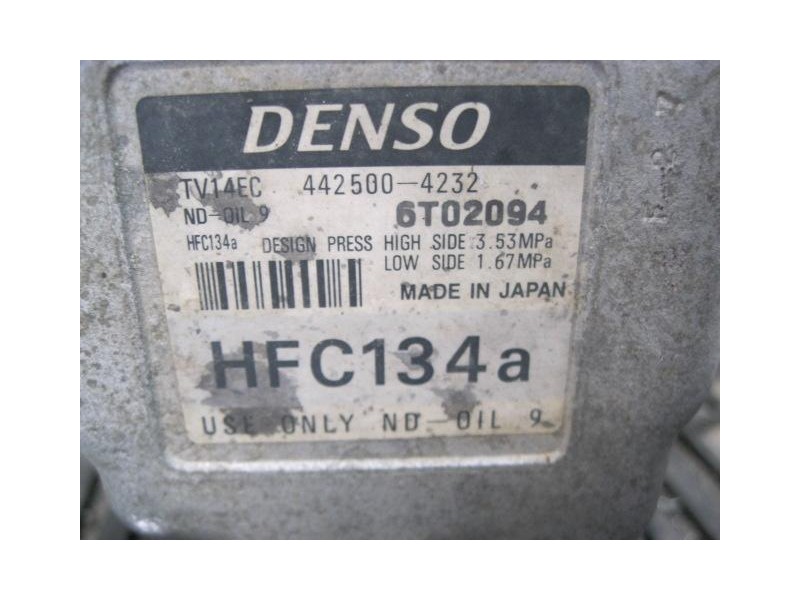 DENSO
TV14EC 442500-4232
ND-OIL 9 6T02094
HFC134a DESIGN PRESS HIGH SIDE 3.53MPa
LOW SIDE 1.67MPa
MADE IN JAPAN
HFC134a
USE ONLY ND-OIL 9